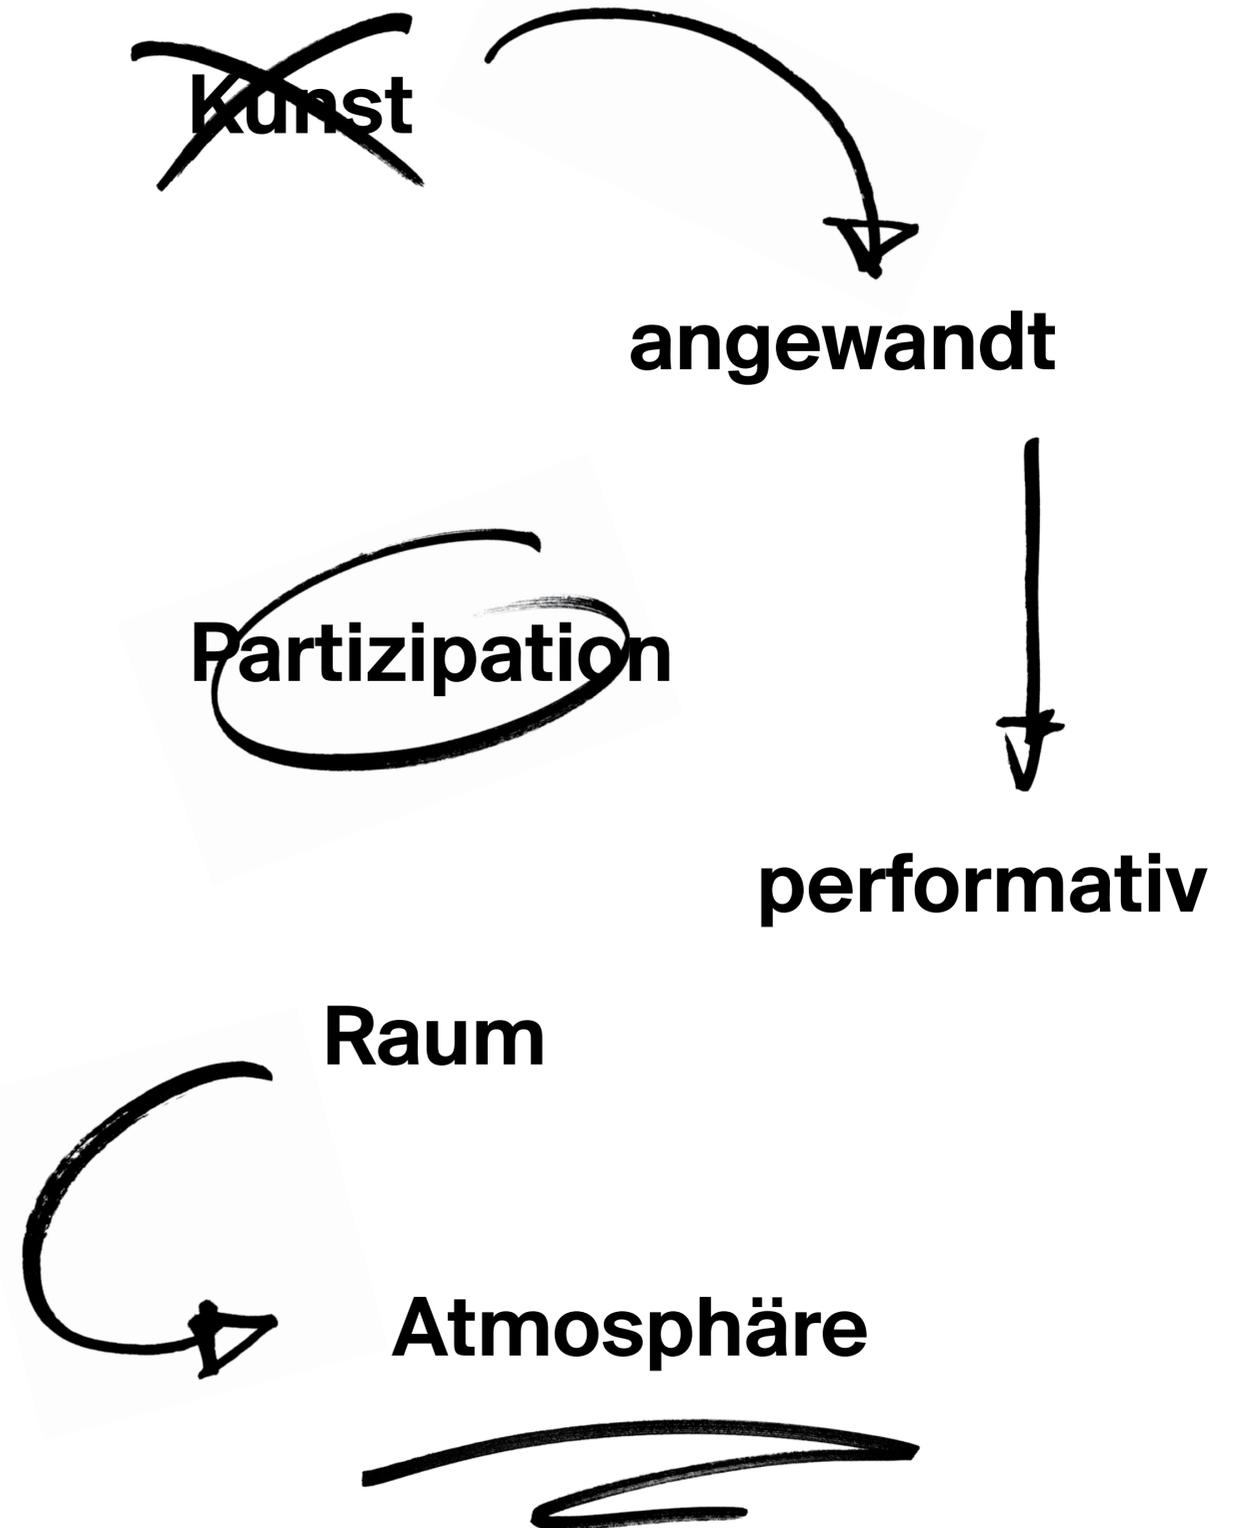 Kunst
angewandt
Partizipation
performativ
Raum
Atmosphäre